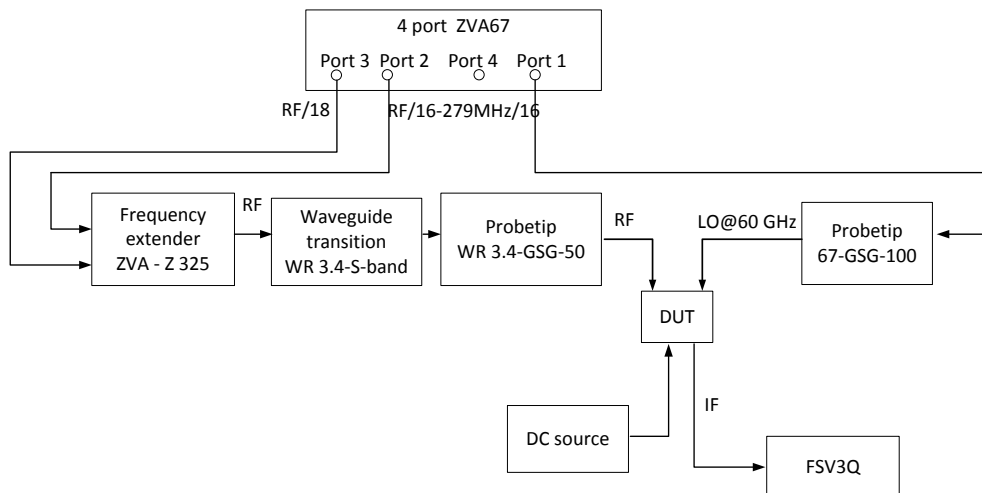 4 port ZVA67
Port 3
Port 2
Port 4
Port 1
RF/18
RF/16-279MHz/16
Frequency
extender
ZVA - Z 325
RF
Waveguide
transition
WR 3.4-S-band
Probetip
WR 3.4-GSG-50
RF
LO@60 GHz
Probetip
67-GSG-100
DUT
IF
DC source
FSV3Q